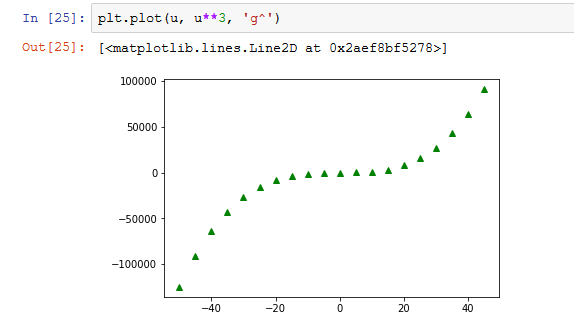 In [25]: plt.plot(u, u**3, 'g^')
Out[25]: [<matplotlib.lines.Line2D at 0x2aef8bf5278>]
100000
50000
0
−50000
−100000
−40 −20 0 20 40